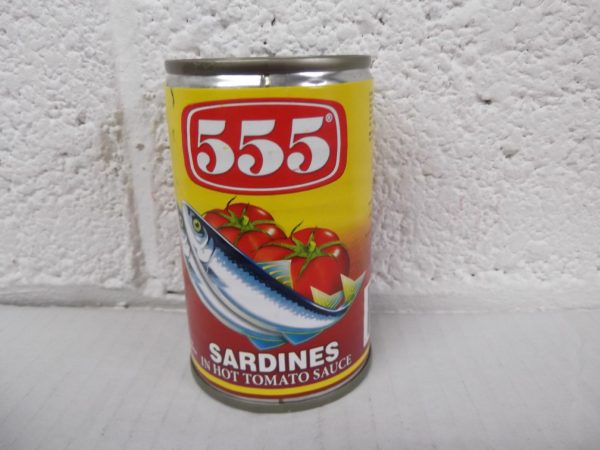 555®
SARDINES
IN HOT TOMATO SAUCE